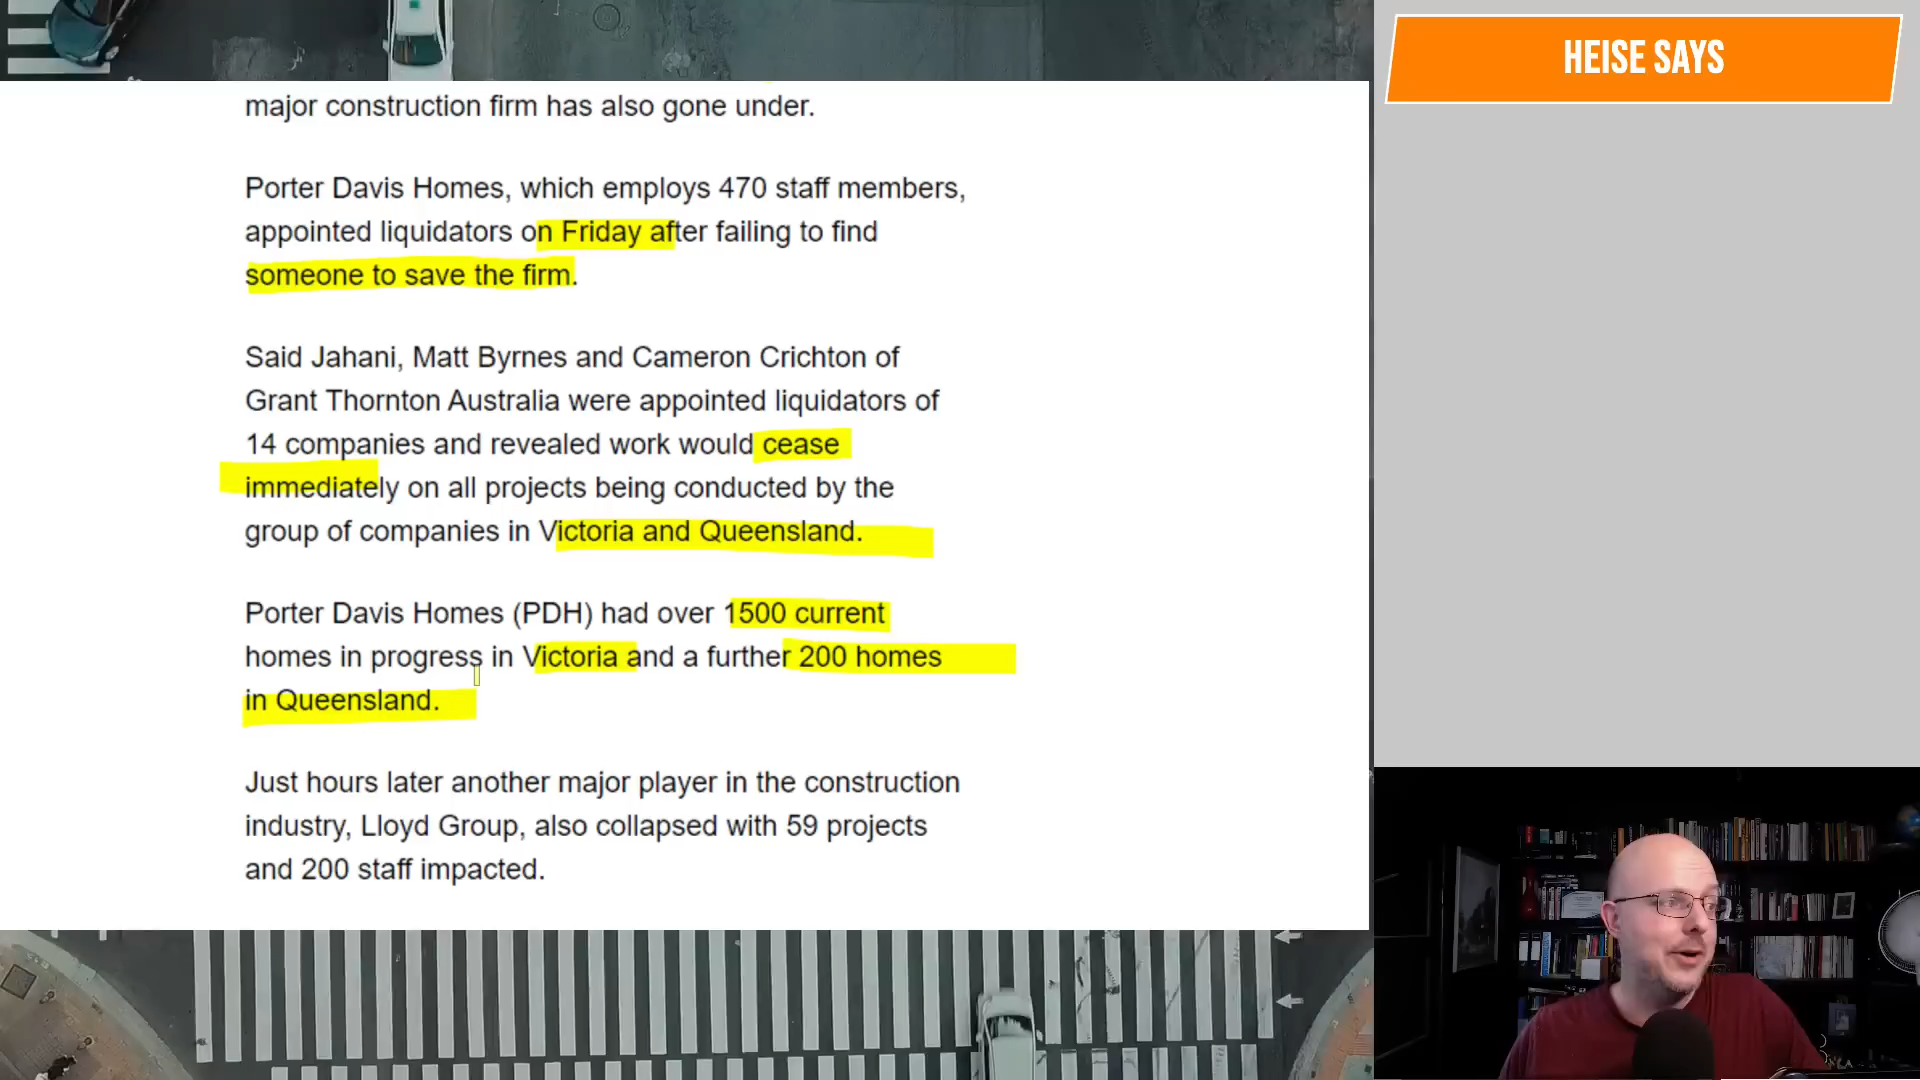 HEISE SAYS
major construction firm has also gone under.
Porter Davis Homes, which employs 470 staff members,
appointed liquidators on Friday after failing to find
someone to save the firm.
Said Jahani, Matt Byrnes and Cameron Crichton of
Grant Thornton Australia were appointed liquidators of
14 companies and revealed work would cease
immediately on all projects being conducted by the
group of companies in Victoria and Queensland.
Porter Davis Homes (PDH) had over 1500 current
homes in progress in Victoria and a further 200 homes
in Queensland.
Just hours later another major player in the construction
industry, Lloyd Group, also collapsed with 59 projects
and 200 staff impacted.